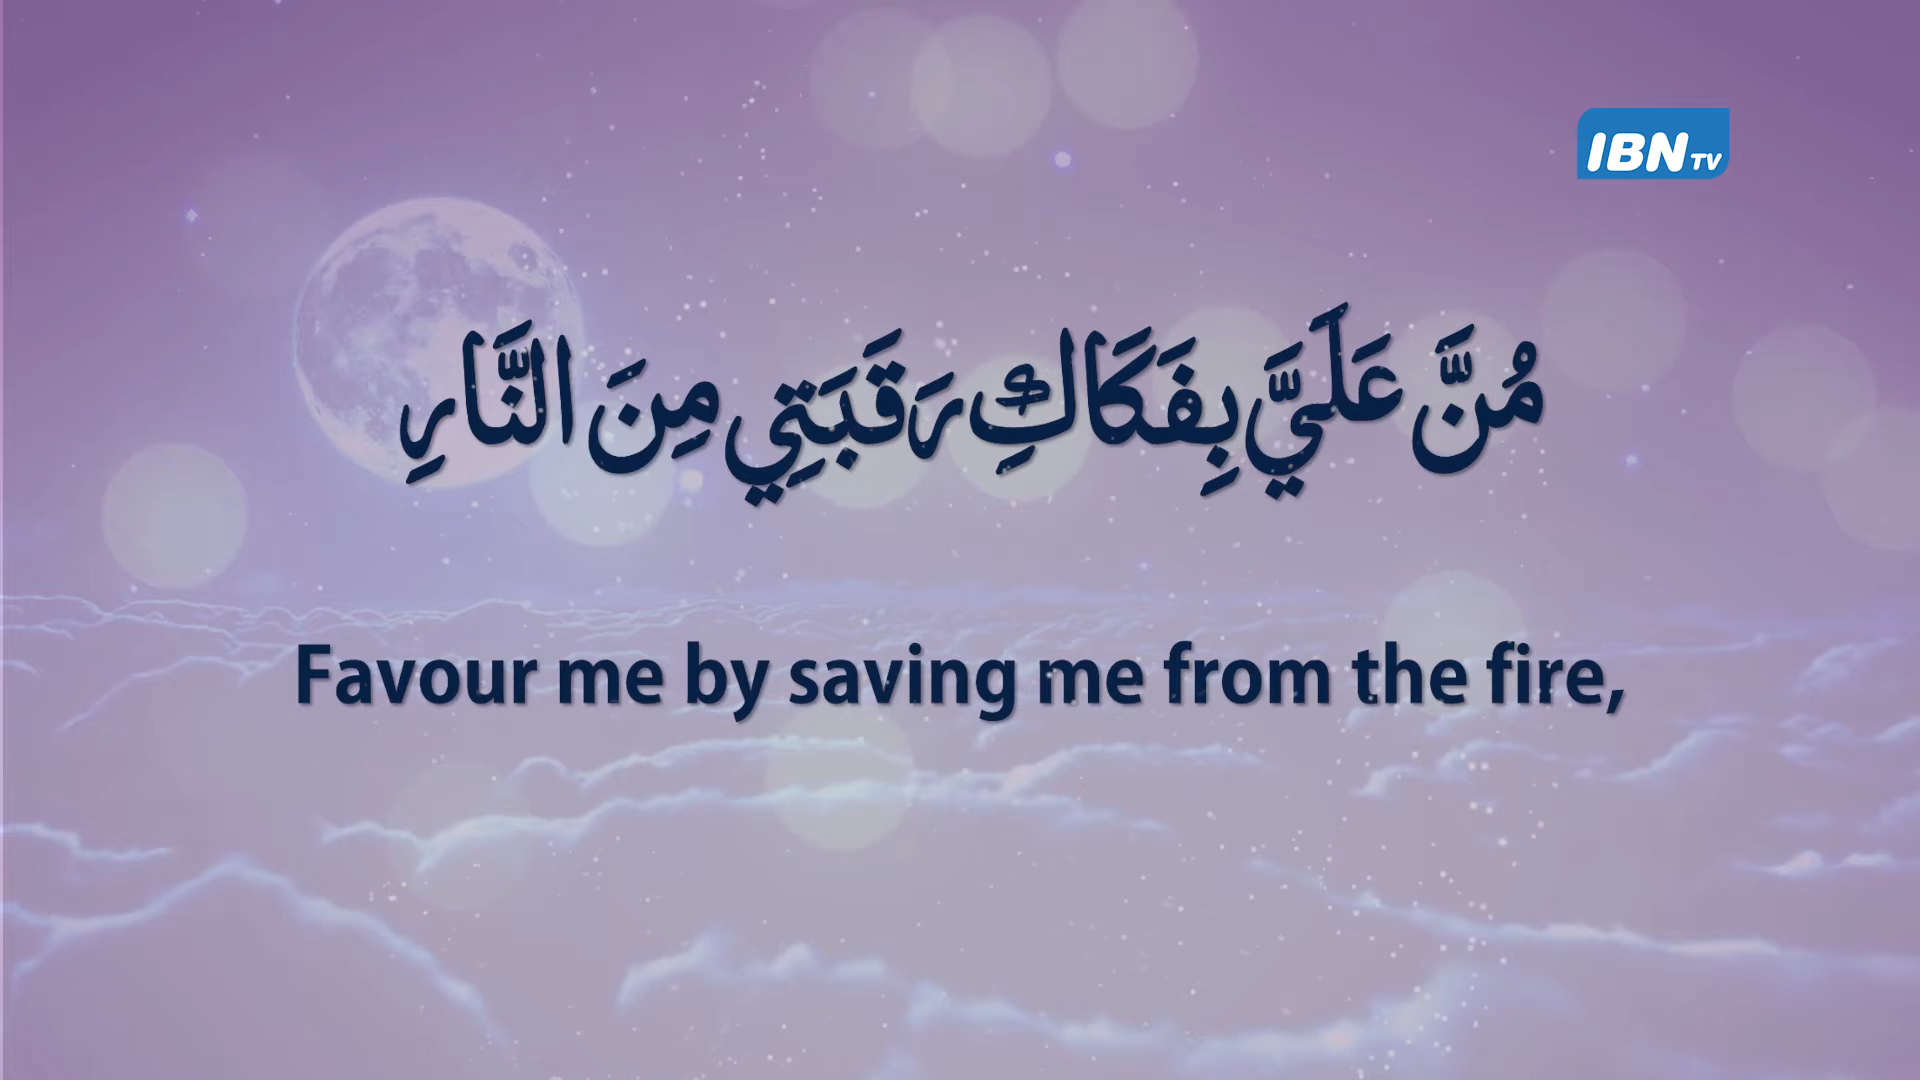 IBN TV
مُنَّ عَلَيَّ بِفَكَاكِ رَقَبَتِي مِنَ النَّارِ
Favour me by saving me from the fire,